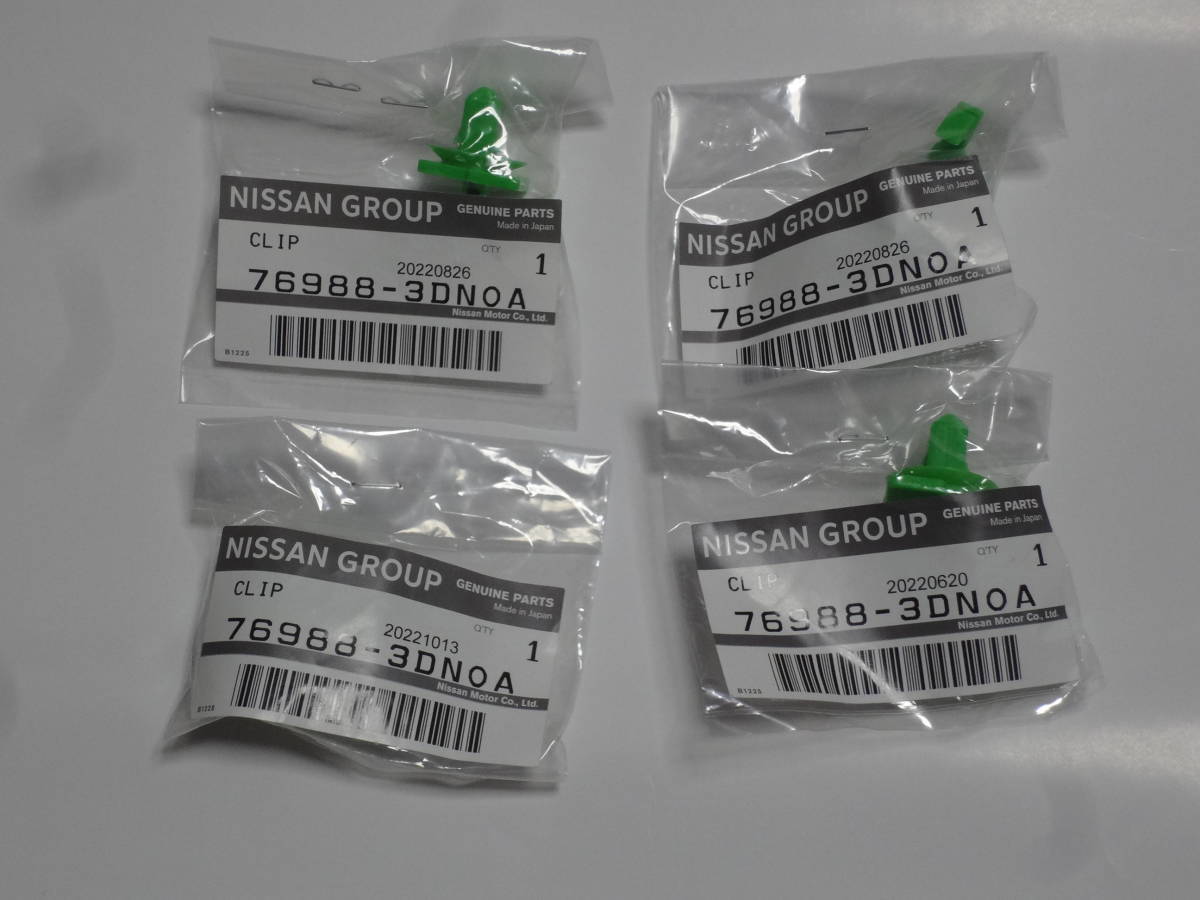 NISSAN GROUP GENUINE PARTS
Made in Japan
CLIP QTY 1
20220826
76988-3DN0A
Nissan Motor Co., Ltd.
B1225
NISSAN GROUP GENUINE PARTS
Made in Japan
CLIP QTY 1
20220826
76988-3DN0A
Nissan Motor Co., Ltd.
NISSAN GROUP GENUINE PARTS
Made in Japan
CLIP QTY 1
20221013
76988-3DN0A
Nissan Motor Co., Ltd.
B1225
NISSAN GROUP GENUINE PARTS
Made in Japan
CLIP QTY 1
20220620
76988-3DN0A
Nissan Motor Co., Ltd.
B1225